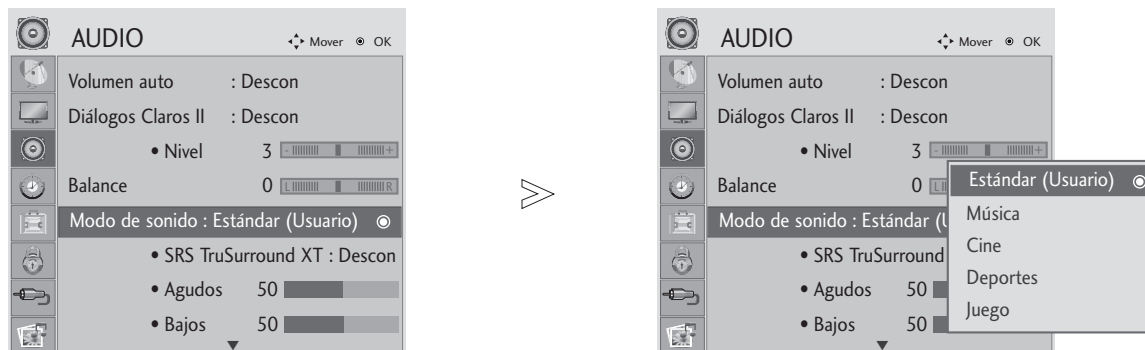 AUDIO
Mover OK
Volumen auto : Descon
Diálogos Claros II : Descon
• Nivel 3 - +
Balance 0 L R
Modo de sonido : Estándar (Usuario)
• SRS TruSurround XT : Descon
• Agudos 50
• Bajos 50
AUDIO
Mover OK
Volumen auto : Descon
Diálogos Claros II : Descon
• Nivel 3 - +
Balance 0 L
Modo de sonido : Estándar (U
• SRS TruSurround
• Agudos 50
• Bajos 50
Estándar (Usuario)
Música
Cine
Deportes
Juego